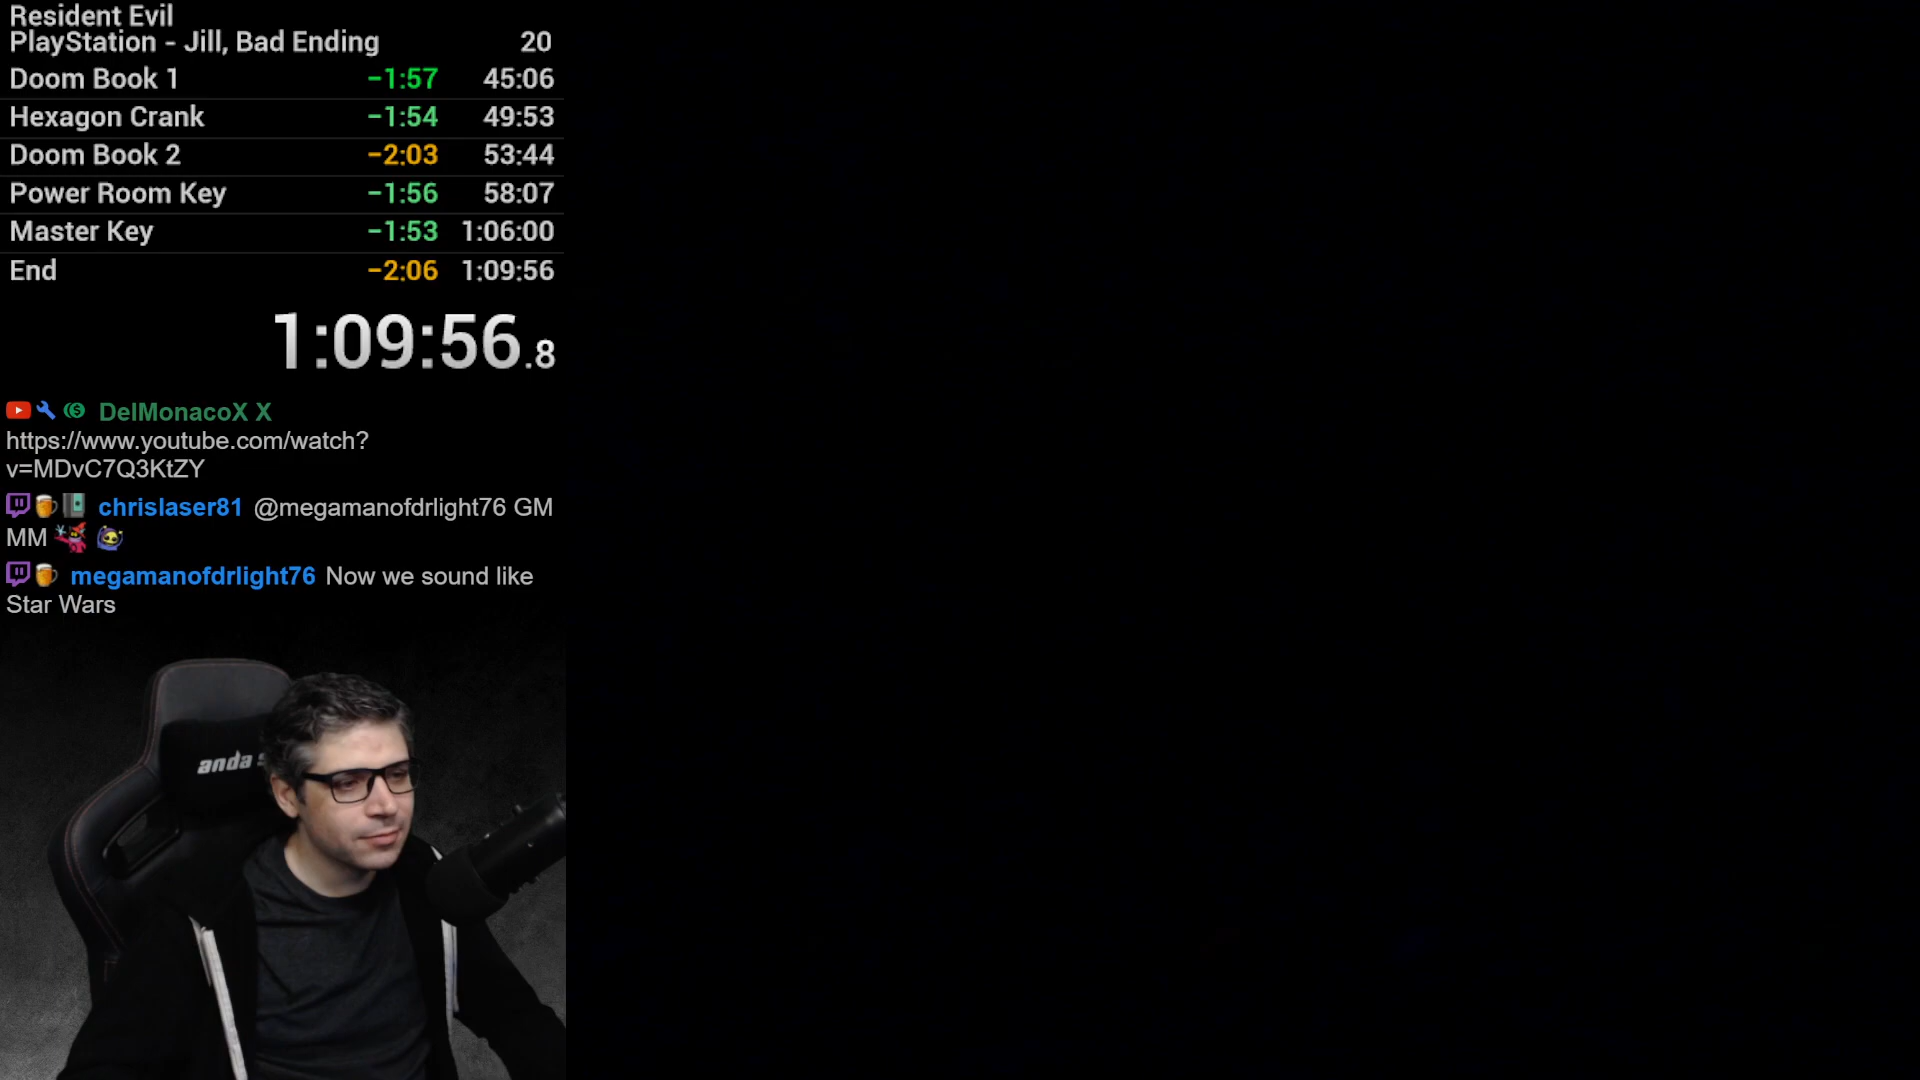 Resident Evil
PlayStation - Jill, Bad Ending 20
Doom Book 1 -1:57 45:06
Hexagon Crank -1:54 49:53
Doom Book 2 -2:03 53:44
Power Room Key -1:56 58:07
Master Key -1:53 1:06:00
End -2:06 1:09:56
1:09:56.8
DelMonacoX X
https://www.youtube.com/watch?
v=MDvC7Q3KtZY
chrislaser81 @megamanofdrlight76 GM
MM
megamanofdrlight76 Now we sound like
Star Wars
anda